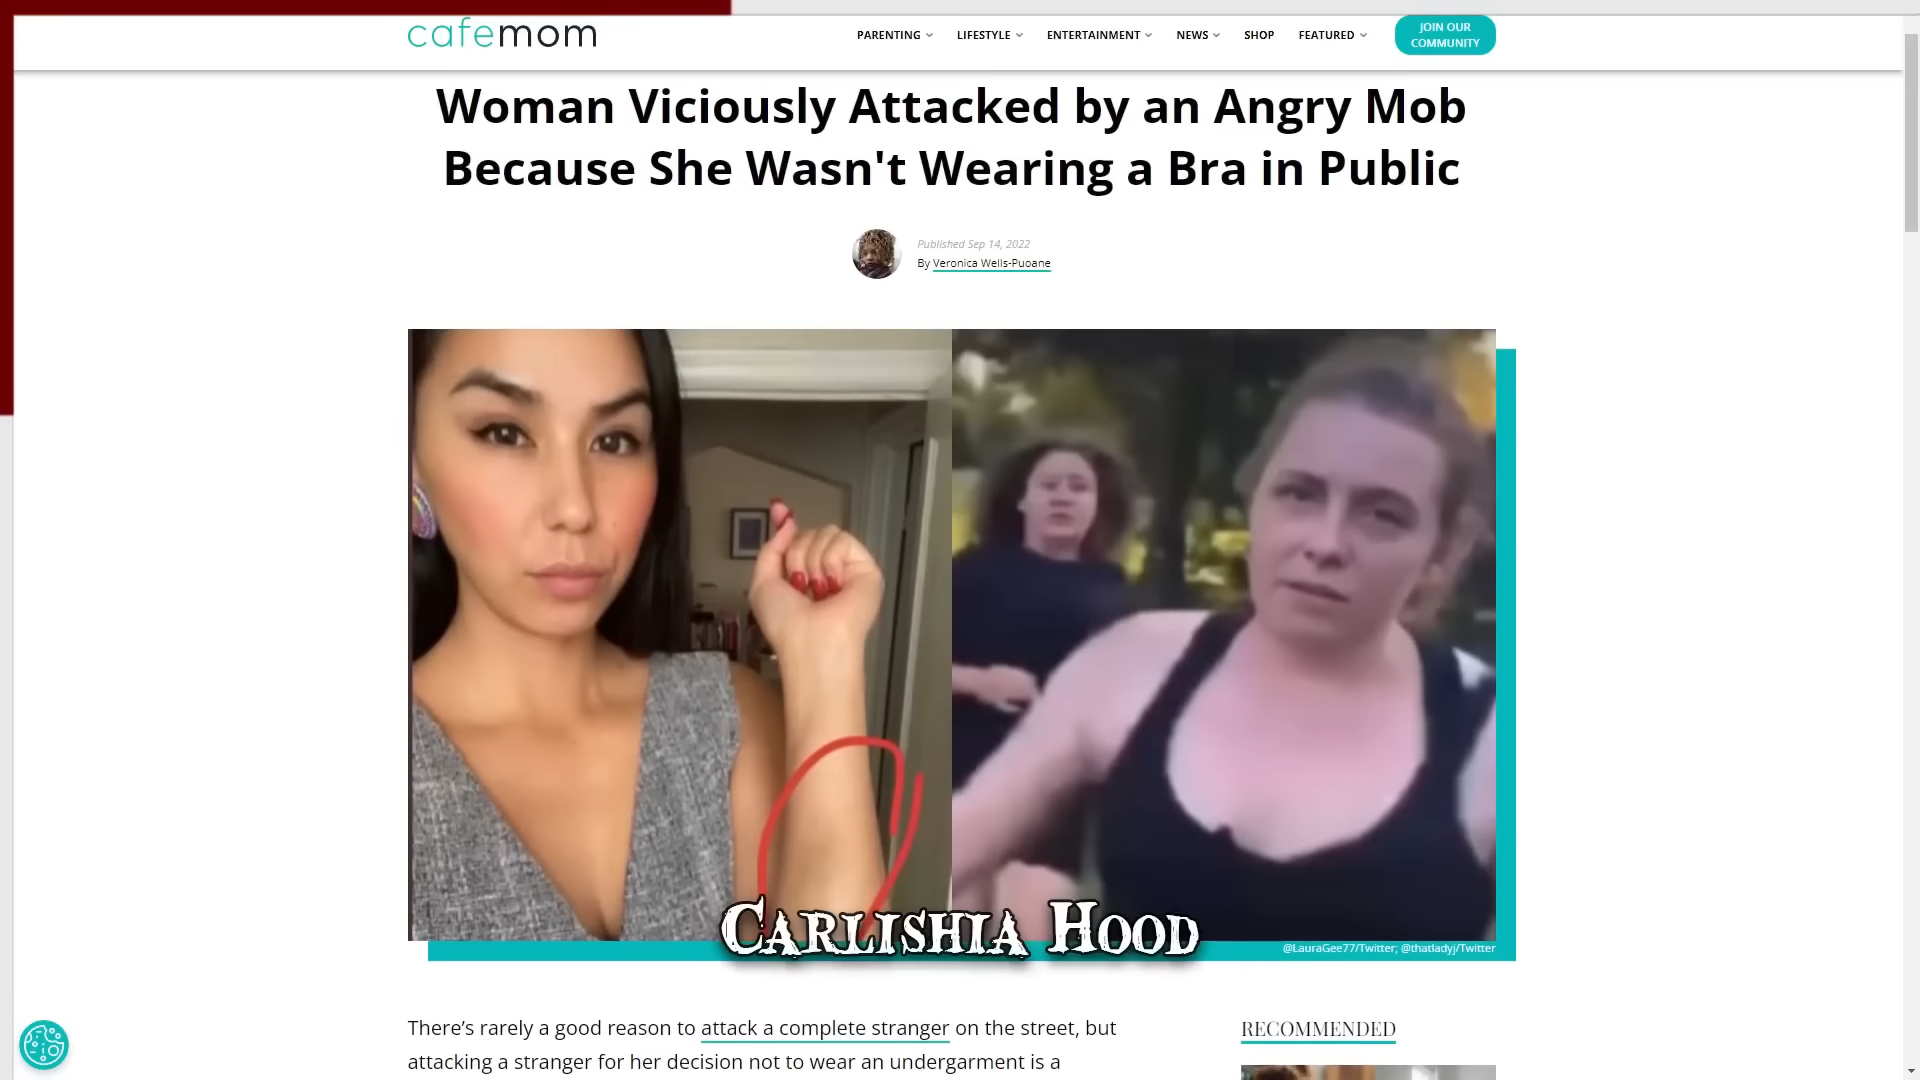 cafemom
PARENTING LIFESTYLE ENTERTAINMENT NEWS SHOP FEATURED
JOIN OUR
COMMUNITY
Woman Viciously Attacked by an Angry Mob
Because She Wasn't Wearing a Bra in Public
Published Sep 14, 2022
By Veronica Wells-Puoane
CARLISHIA HOOD
@LauraGee77/Twitter; @thatladyj/Twitter
There’s rarely a good reason to attack a complete stranger on the street, but
attacking a stranger for her decision not to wear an undergarment is a
RECOMMENDED